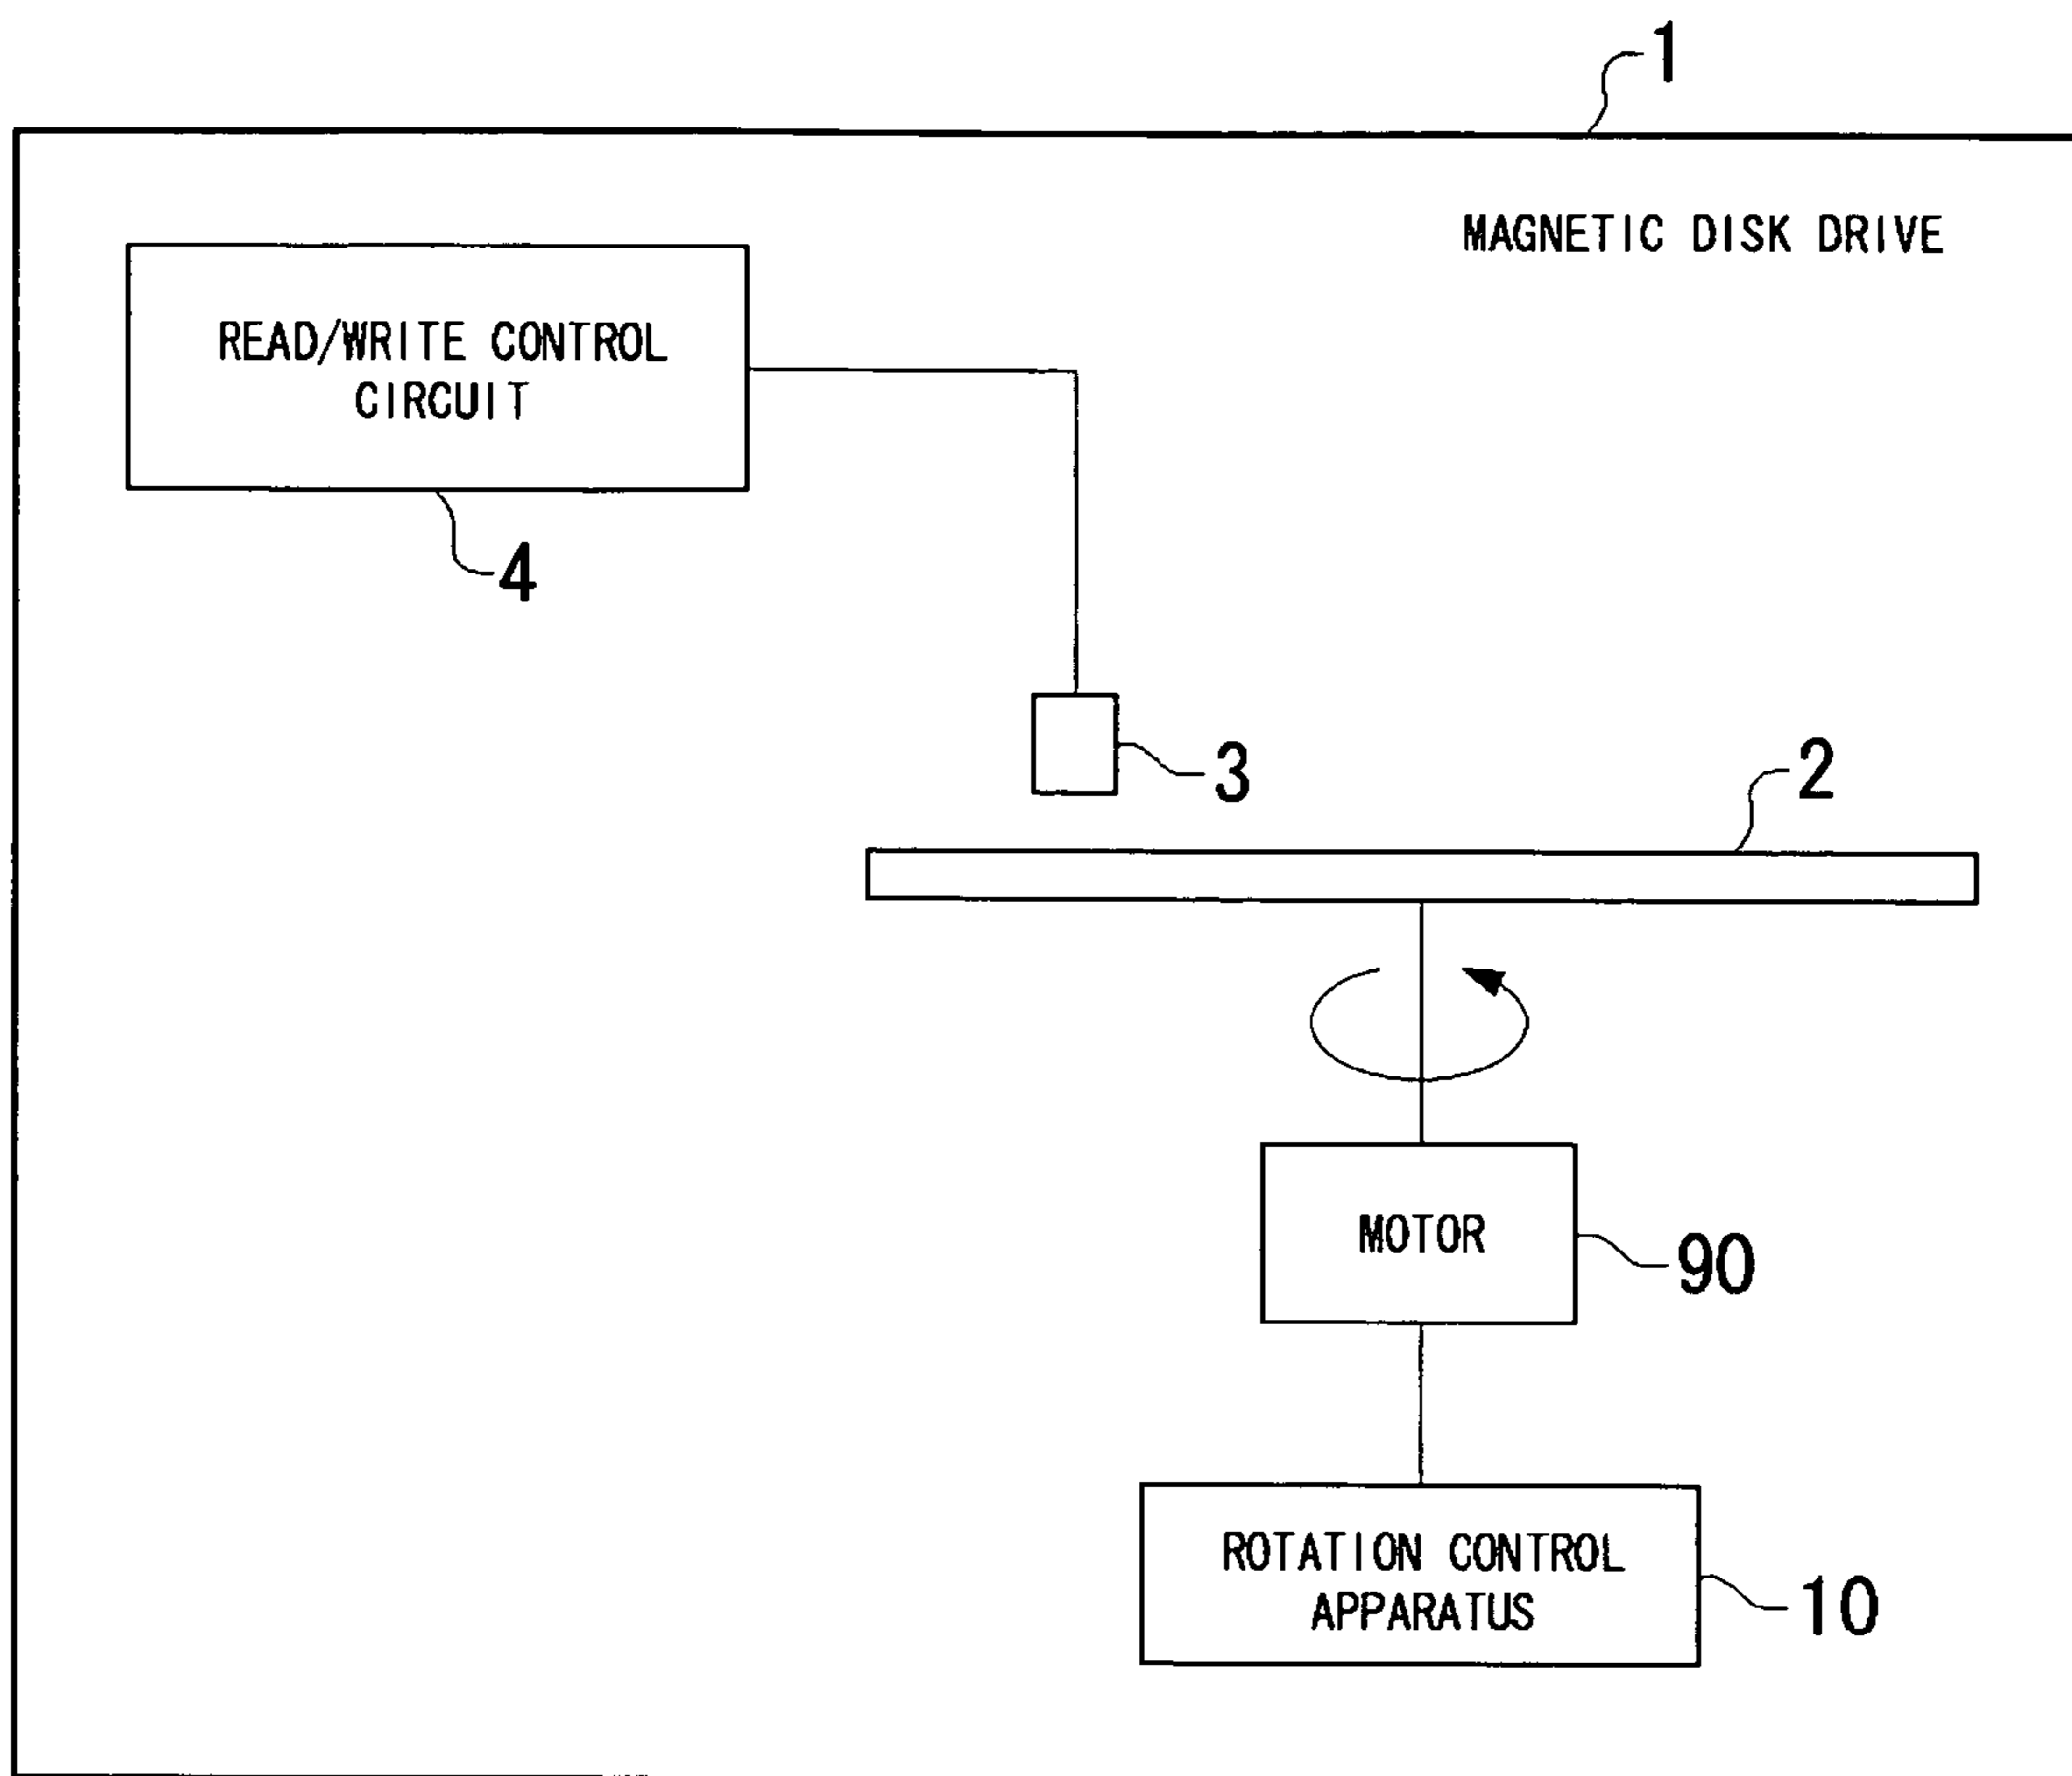 1
MAGNETIC DISK DRIVE
READ/WRITE CONTROL
CIRCUIT
4
3
2
MOTOR
90
ROTATION CONTROL
APPARATUS
10